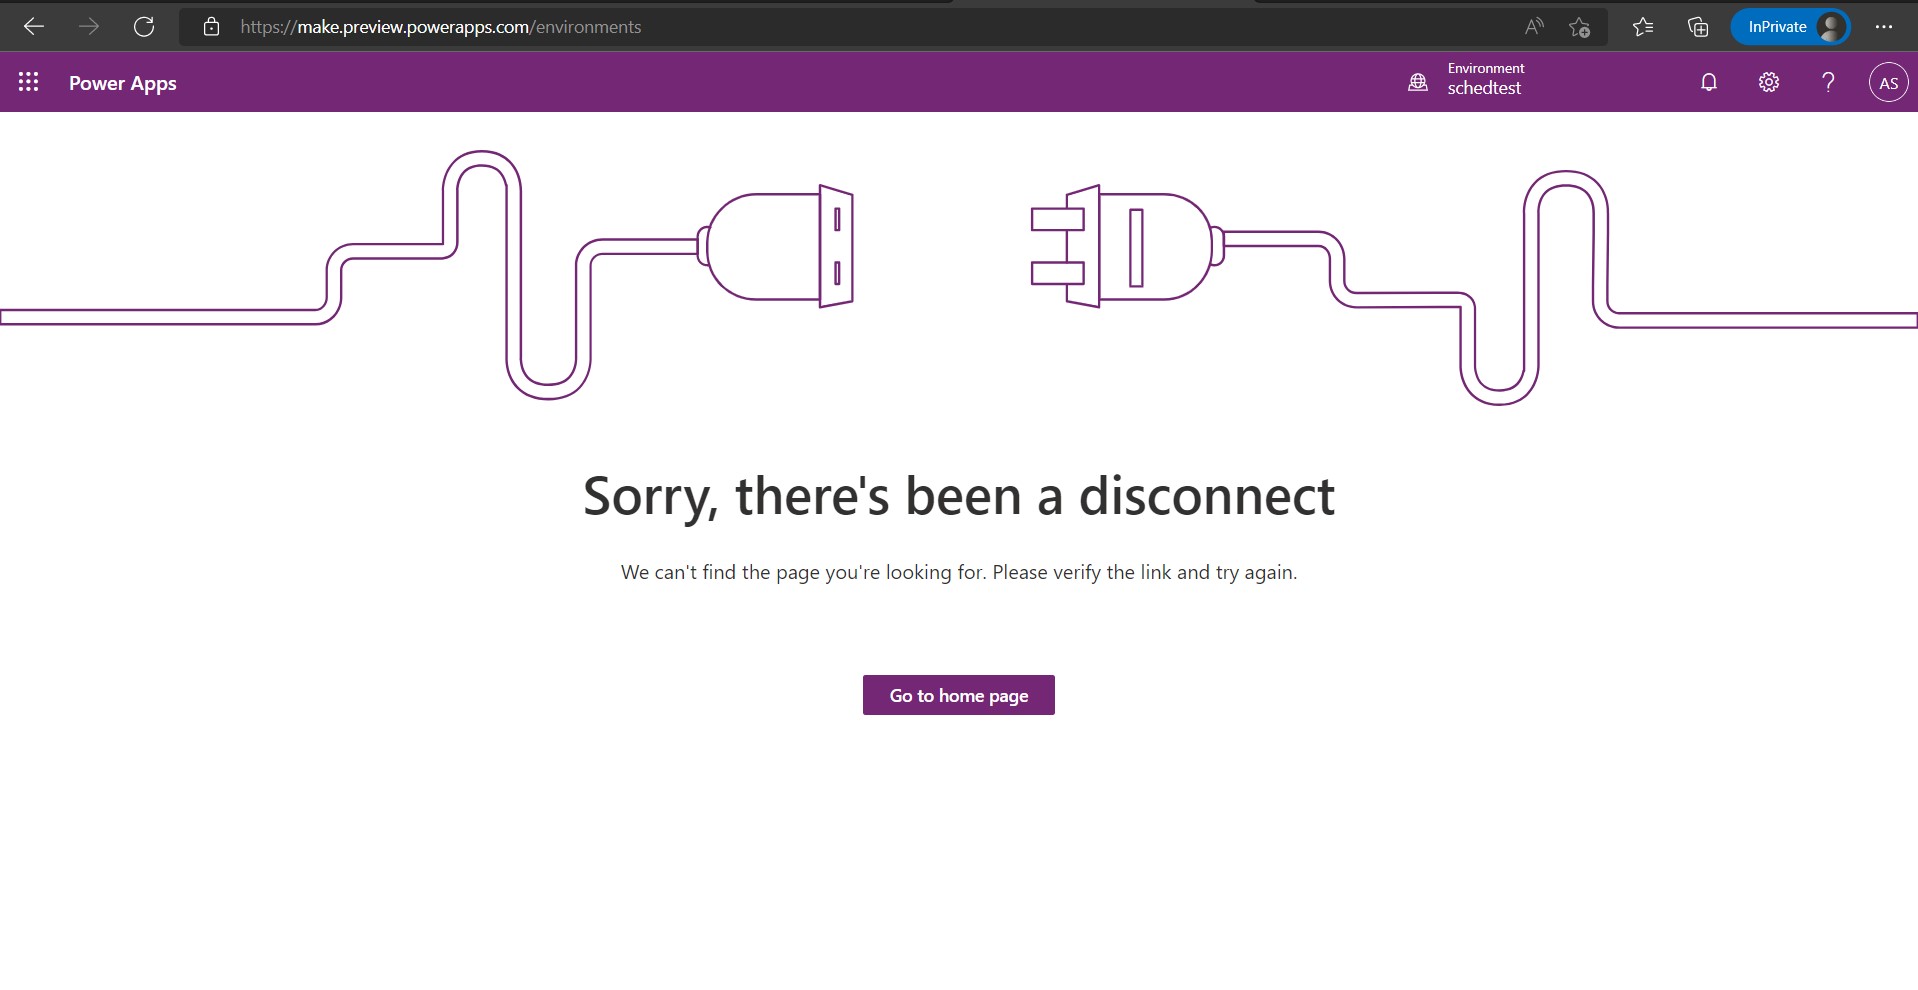 https://make.preview.powerapps.com/environments
InPrivate
Power Apps
Environment
schedtest
AS
Sorry, there's been a disconnect
We can't find the page you're looking for. Please verify the link and try again.
Go to home page